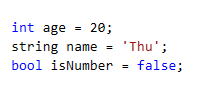 int age = 20;
string name = 'Thu';
bool isNumber = false;